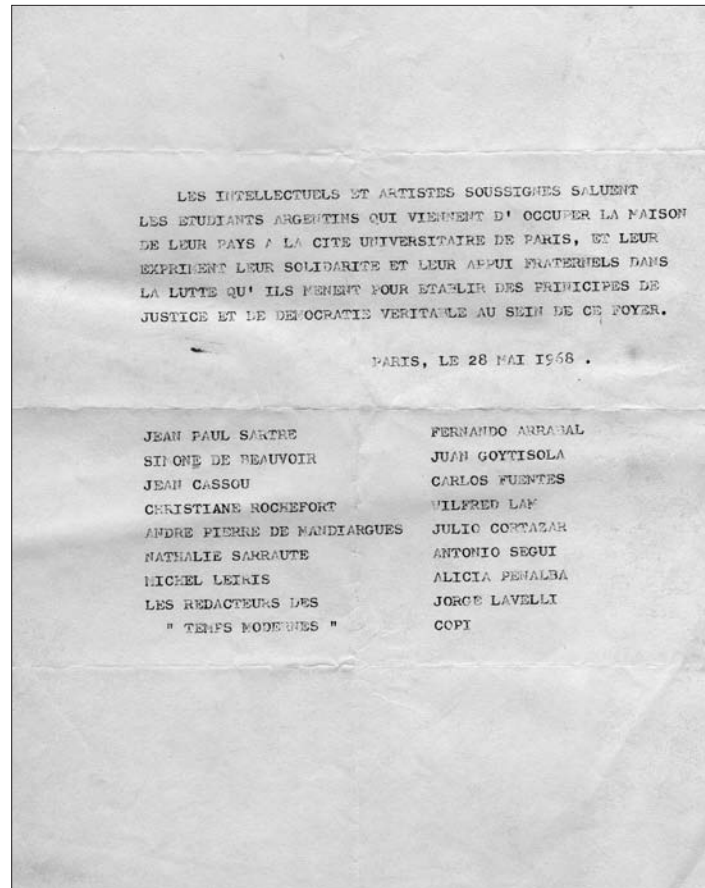 LES INTELLECTUELS ET ARTISTES SOUSSIGNES SALUENT
LES ETUDIANTS ARGENTINS QUI VIENNENT D' OCCUPER LA MAISON
DE LEUR PAYS A LA CITE UNIVERSITAIRE DE PARIS, ET LEUR
EXPRIMENT LEUR SOLIDARITE ET LEUR APPUI FRATERNELS DANS
LA LUTTE QU' ILS MENENT POUR ETABLIR DES PRINICIPES DE
JUSTICE ET DE DEMOCRATIE VERITABLE AU SEIN DE CE FOYER.
PARIS, LE 28 MAI 1968 .
JEAN PAUL SARTRE
SIMONE DE BEAUVOIR
JEAN CASSOU
CHRISTIANE ROCHEFORT
ANDRE PIERRE DE MANDIARGUES
NATHALIE SARRAUTE
MICHEL LEIRIS
LES REDACTEURS DES
" TEMPS MODERNES "
FERNANDO ARRABAL
JUAN GOYTISOLA
CARLOS FUENTES
WILFRED LAM
JULIO CORTAZAR
ANTONIO SEGUI
ALICIA PENALBA
JORGE LAVELLI
COPI